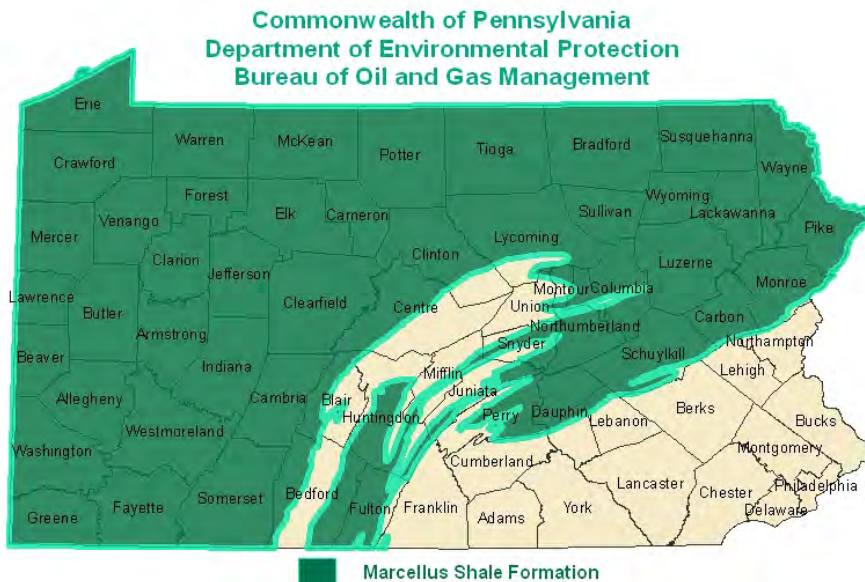 Commonwealth of Pennsylvania
Department of Environmental Protection
Bureau of Oil and Gas Management
Erie
Crawford
Warren
McKean
Potter
Tioga
Bradford
Susquehanna
Wayne
Forest
Venango
Elk
Cameron
Wyoming
Lackawanna
Sullivan
Pike
Mercer
Clarion
Jefferson
Clinton
Lycoming
Luzerne
Monroe
Lawrence
Butler
Clearfield
Centre
Union
Montour
Columbia
Carbon
Northumberland
Armstrong
Snyder
Northampton
Beaver
Indiana
Mifflin
Schuylkill
Lehigh
Allegheny
Cambria
Blair
Huntingdon
Juniata
Perry
Dauphin
Lebanon
Berks
Bucks
Westmoreland
Washington
Cumberland
Montgomery
Lancaster
Philadelphia
Chester
Delaware
Greene
Fayette
Somerset
Bedford
Fulton
Franklin
Adams
York
Marcellus Shale Formation